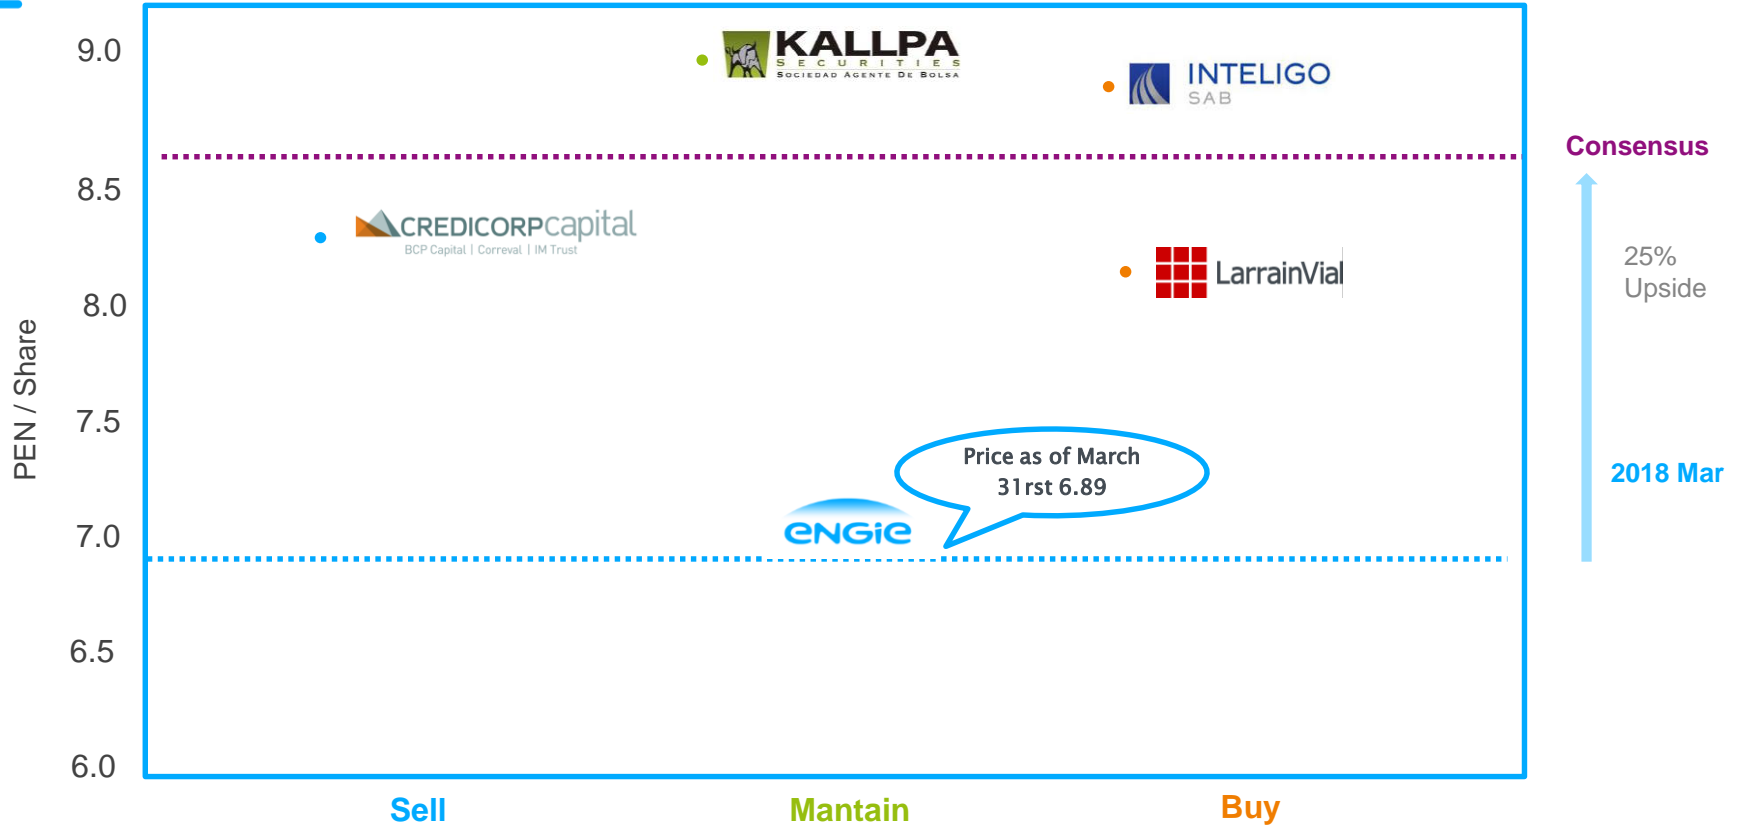 9.0
8.5
8.0
7.5
7.0
6.5
6.0
PEN / Share
KALLPA
SECURITIES
SOCIEDAD AGENTE DE BOLSA
INTELIGO
SAB
CREDICORPcapital
BCP Capital | Correval | IM Trust
LarrainVial
Price as of March
31rst 6.89
ENGiE
Sell
Mantain
Buy
Consensus
25%
Upside
2018 Mar